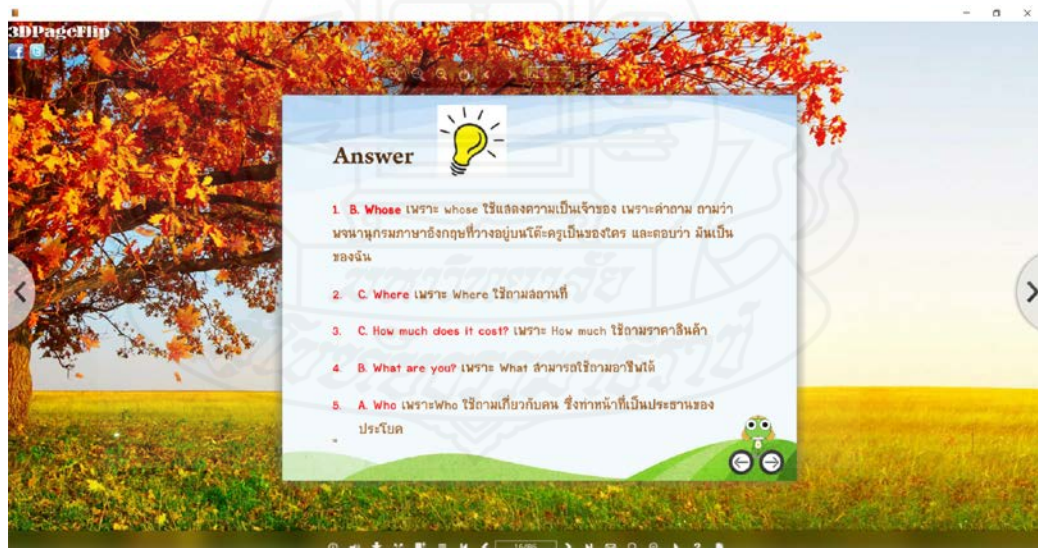 3DPageFlip
Answer
1. B. Whose เพราะ whose ใช้แสดงความเป็นเจ้าของ เพราะคำถาม ถามว่า
พจนานุกรมภาษาอังกฤษที่วางอยู่บนโต๊ะครูเป็นของใคร และตอบว่า มันเป็น
ของฉัน
2. C. Where เพราะ Where ใช้ถามสถานที่
3. C. How much does it cost? เพราะ How much ใช้ถามราคาสินค้า
4. B. What are you? เพราะ What สามารถใช้ถามอาชีพได้
5. A. Who เพราะWho ใช้ถามเกี่ยวกับคน ซึ่งทำหน้าที่เป็นประธานของ
ประโยค